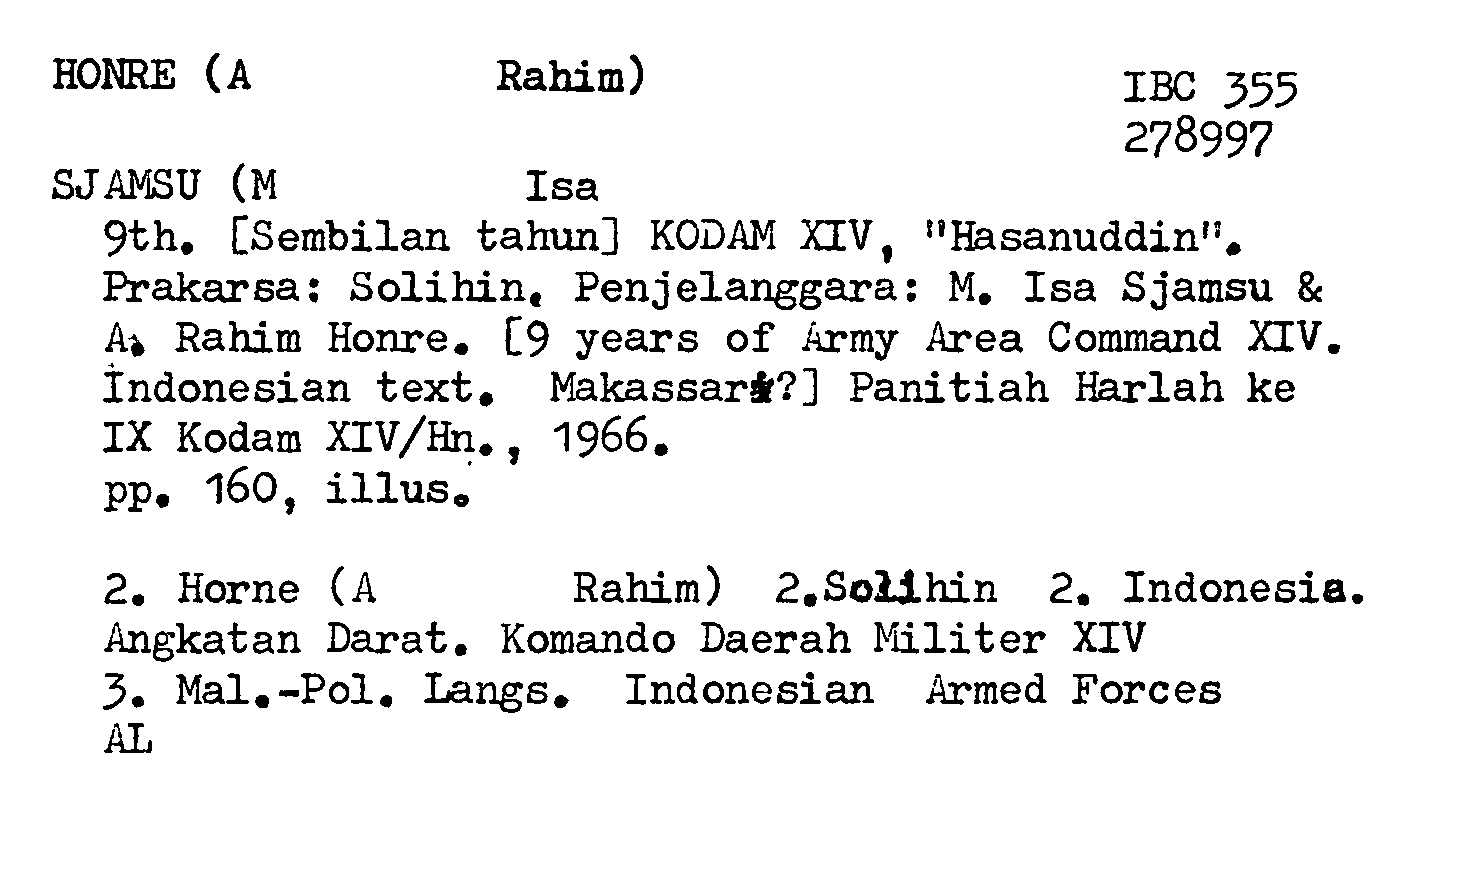 HONRE (A Rahim)
IBC 355
278997
SJAMSU (M Isa
9th. [Sembilan tahun] KODAM XIV, "Hasanuddin".
Prakarsa: Solihin. Penjelanggara: M. Isa Sjamsu &
A. Rahim Honre. [9 years of Army Area Command XIV.
Indonesian text. Makassar?] Panitiah Harlah ke
IX Kodam XIV/Hn., 1966.
pp. 160, illus.
2. Horne (A Rahim) 2.Solihin 2. Indonesia.
Angkatan Darat. Komando Daerah Militer XIV
3. Mal.-Pol. Langs. Indonesian Armed Forces
AL